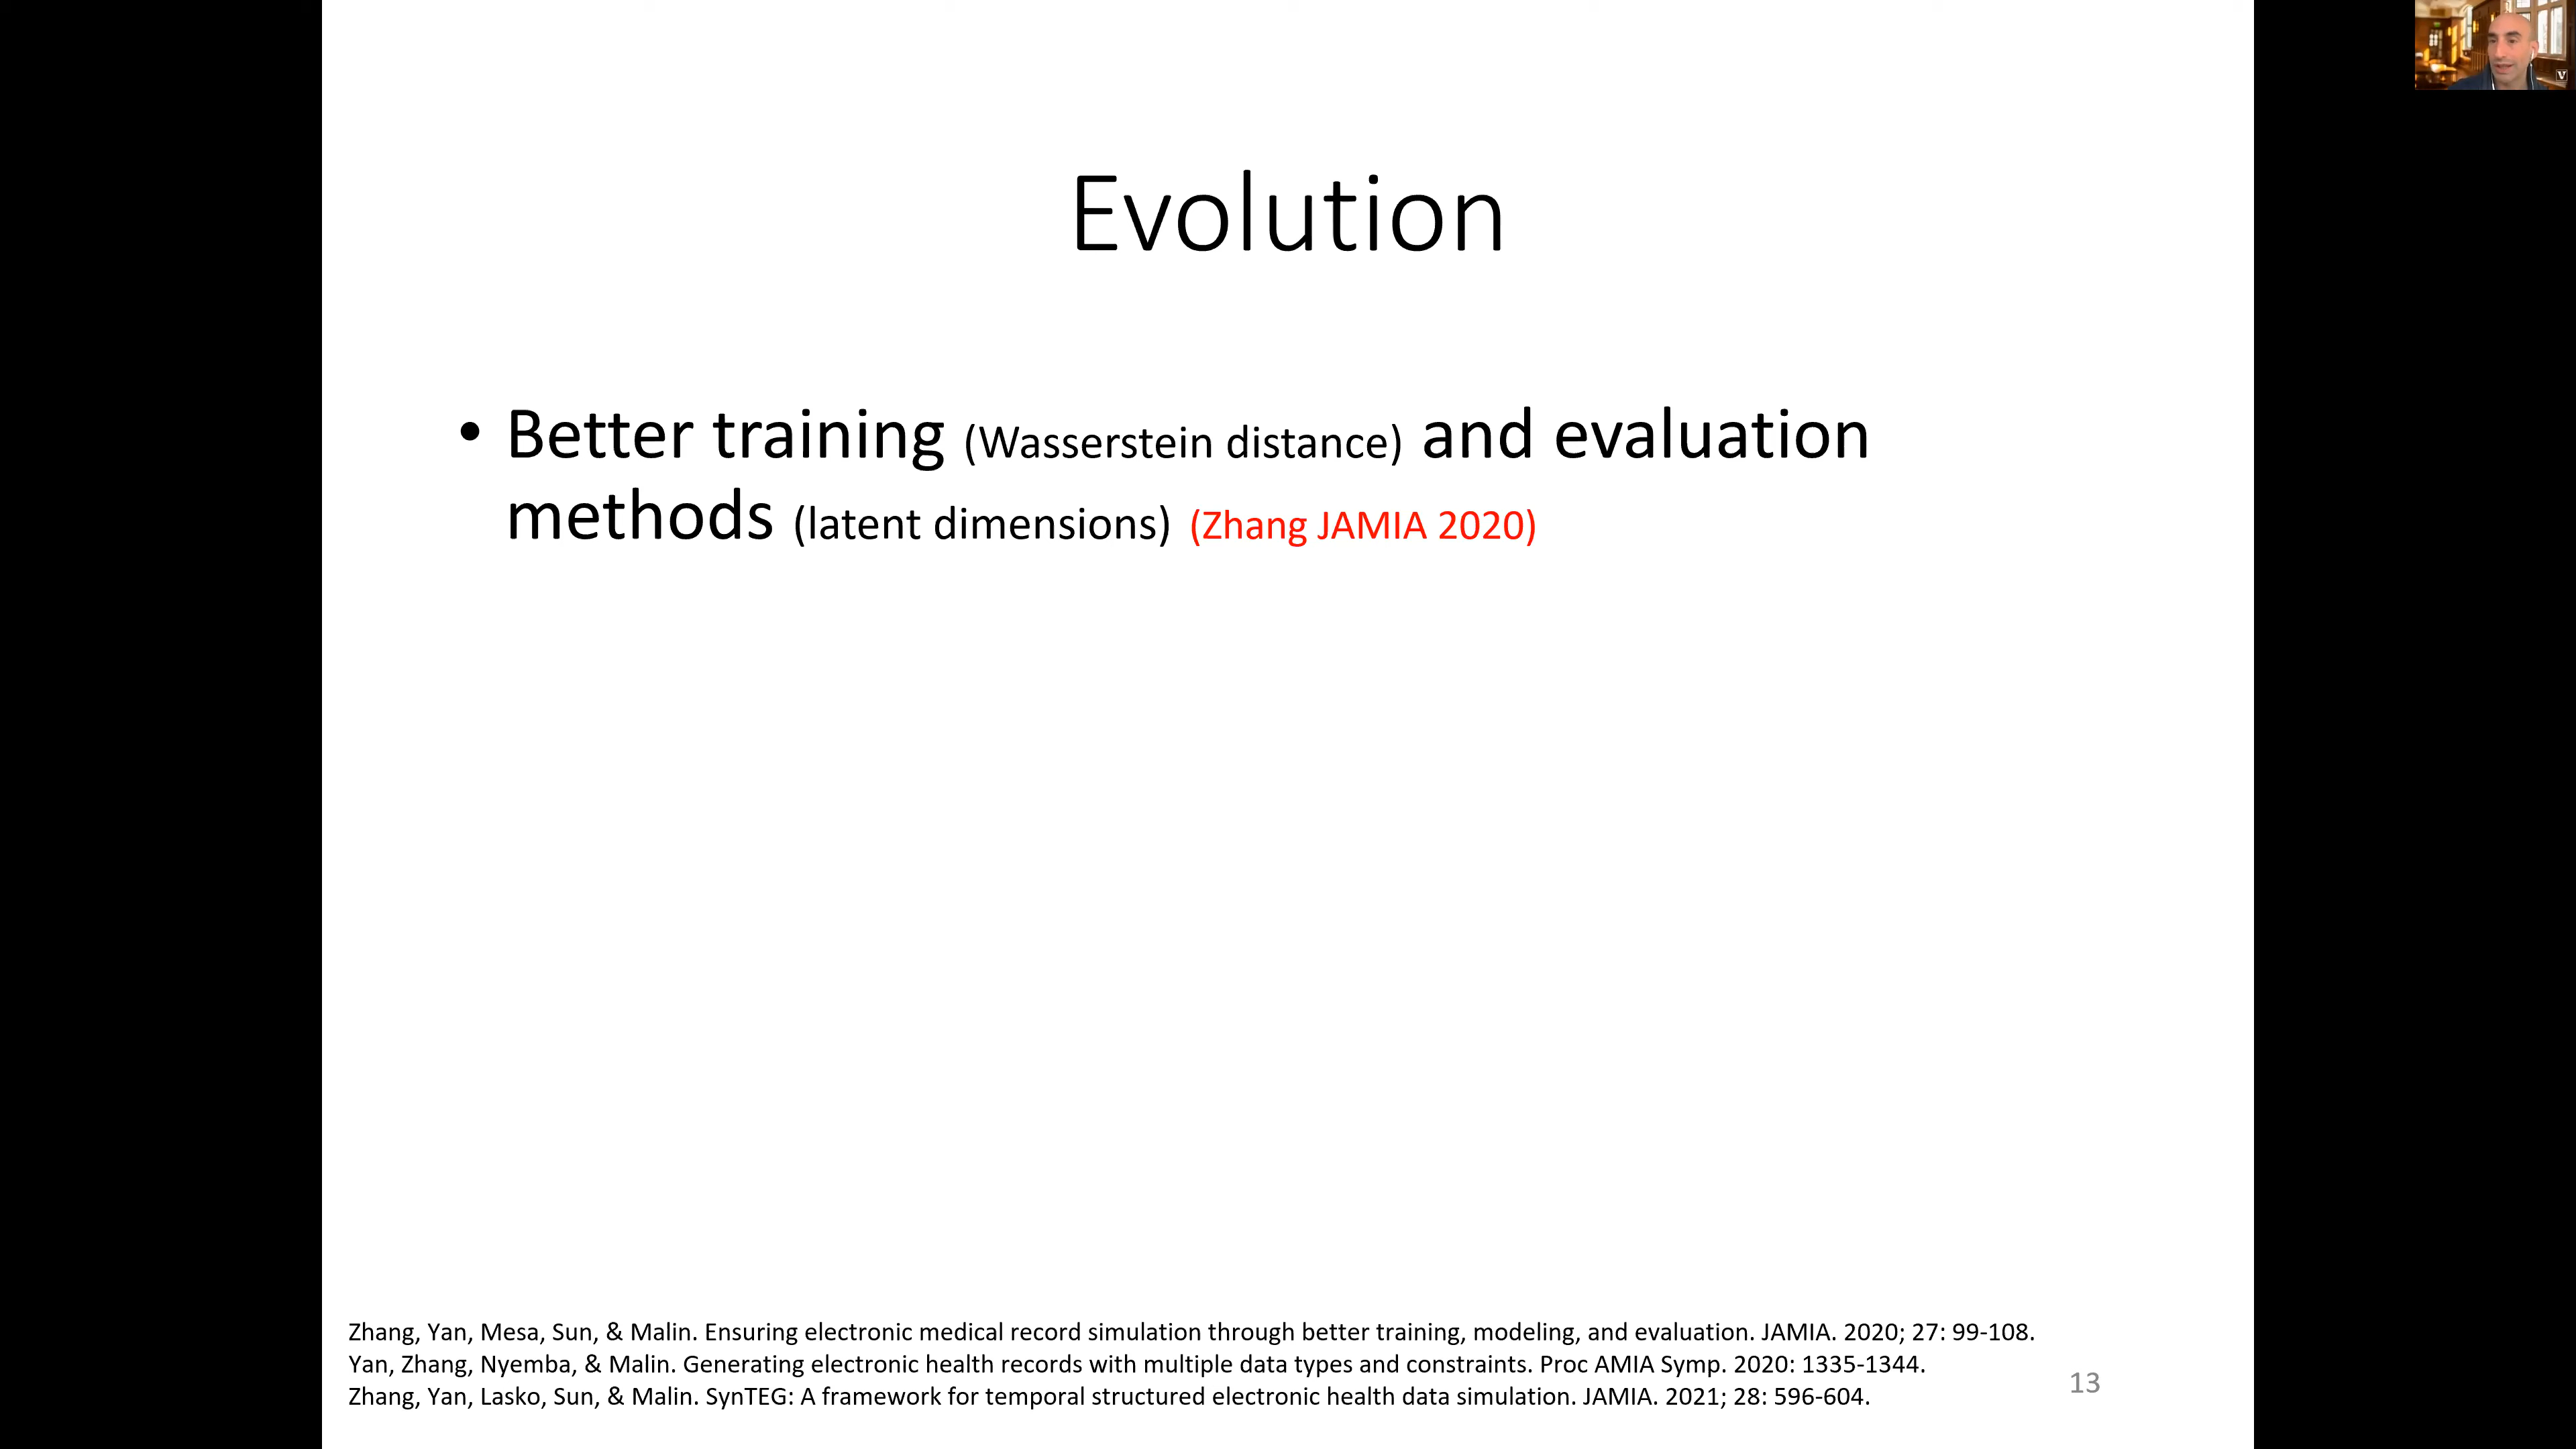 Evolution
• Better training (Wasserstein distance) and evaluation
methods (latent dimensions) (Zhang JAMIA 2020)
Zhang, Yan, Mesa, Sun, & Malin. Ensuring electronic medical record simulation through better training, modeling, and evaluation. JAMIA. 2020; 27: 99-108.
Yan, Zhang, Nyemba, & Malin. Generating electronic health records with multiple data types and constraints. Proc AMIA Symp. 2020: 1335-1344.
Zhang, Yan, Lasko, Sun, & Malin. SynTEG: A framework for temporal structured electronic health data simulation. JAMIA. 2021; 28: 596-604.
13
V